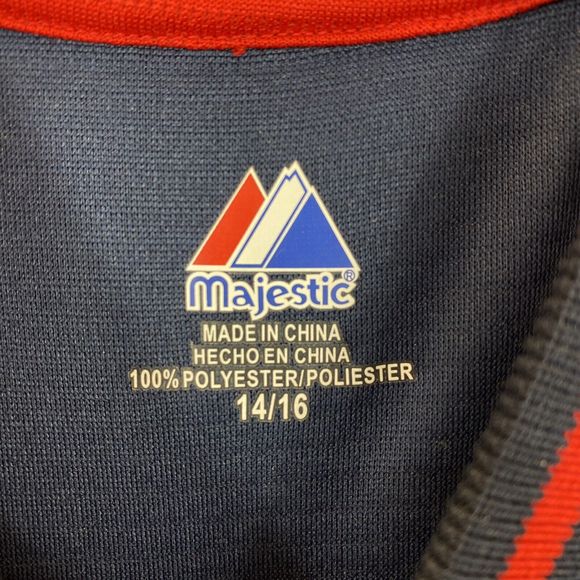 Majestic®
MADE IN CHINA
HECHO EN CHINA
100% POLYESTER/POLIESTER
14/16